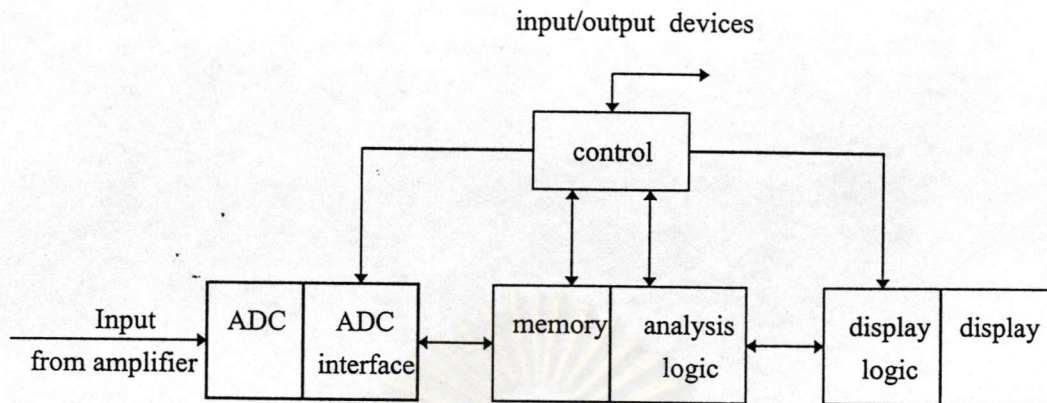 input/output devices
control
Input
from amplifier
ADC
ADC
interface
memory
analysis
logic
display
logic
display